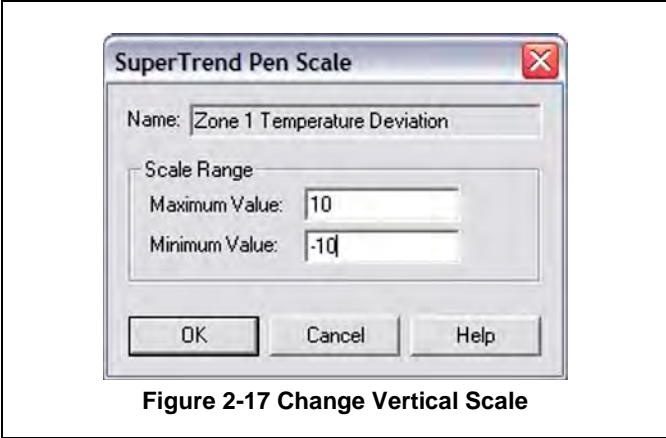 SuperTrend Pen Scale
Name: Zone 1 Temperature Deviation
Scale Range
Maximum Value: 10
Minimum Value: -10
OK Cancel Help
Figure 2-17 Change Vertical Scale